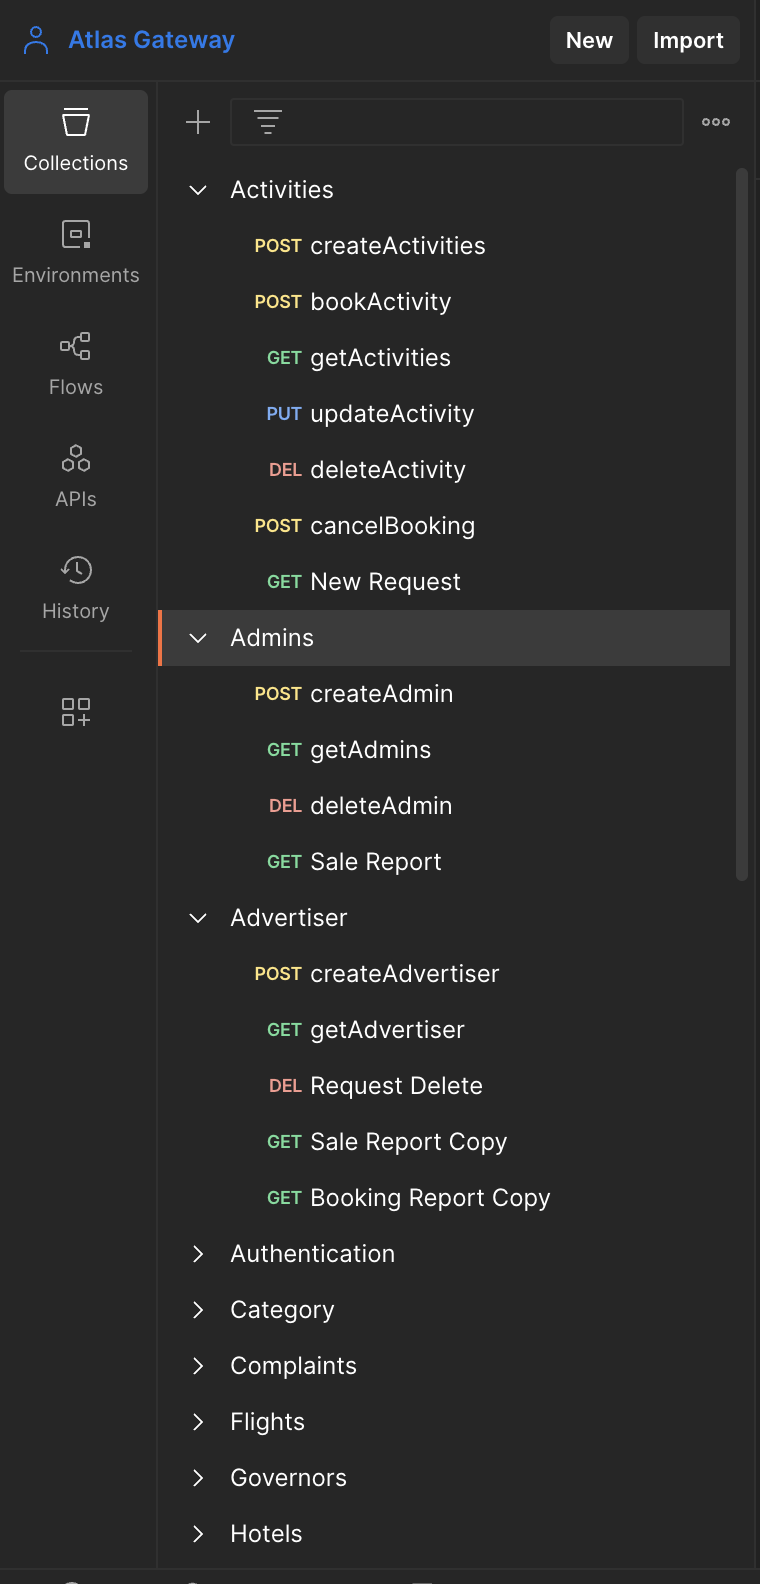 Atlas Gateway
New
Import
Collections
Environments
Flows
APIs
History
Activities
POST createActivities
POST bookActivity
GET getActivities
PUT updateActivity
DEL deleteActivity
POST cancelBooking
GET New Request
Admins
POST createAdmin
GET getAdmins
DEL deleteAdmin
GET Sale Report
Advertiser
POST createAdvertiser
GET getAdvertiser
DEL Request Delete
GET Sale Report Copy
GET Booking Report Copy
Authentication
Category
Complaints
Flights
Governors
Hotels